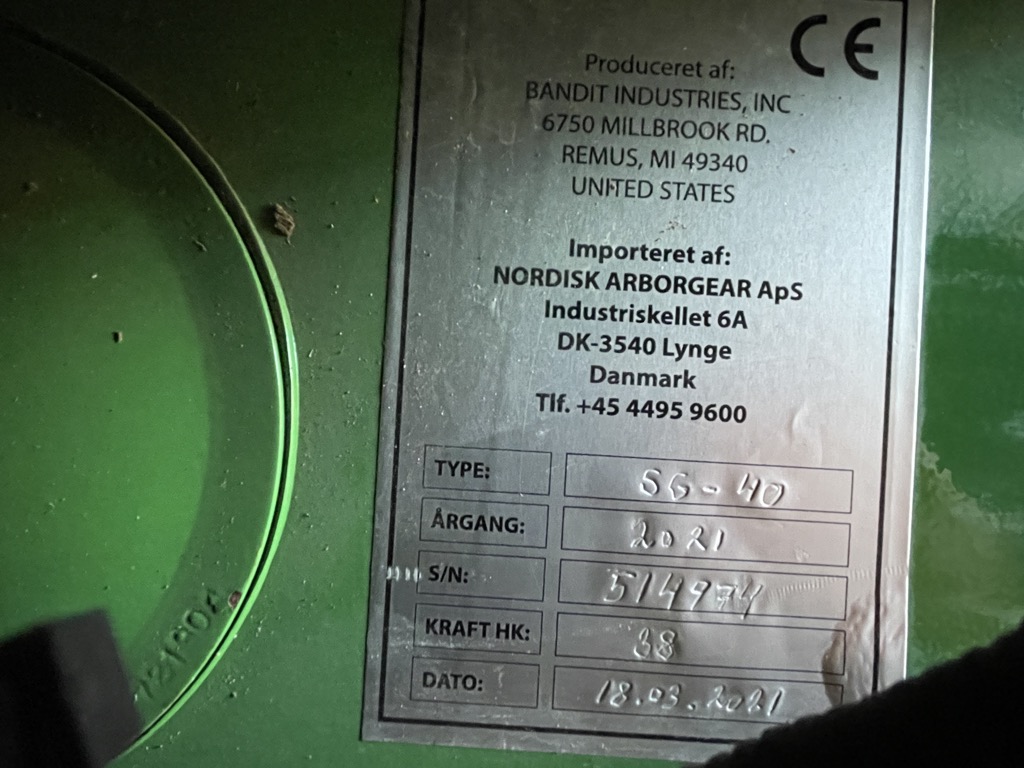 CE
Produceret af:
BANDIT INDUSTRIES, INC
6750 MILLBROOK RD.
REMUS, MI 49340
UNITED STATES
Importeret af:
NORDISK ARBORGEAR ApS
Industriskellet 6A
DK-3540 Lynge
Danmark
Tlf. +45 4495 9600
TYPE: SG-40
ÅRGANG: 2021
S/N: 514974
KRAFT HK: 38
DATO: 18.03.2021